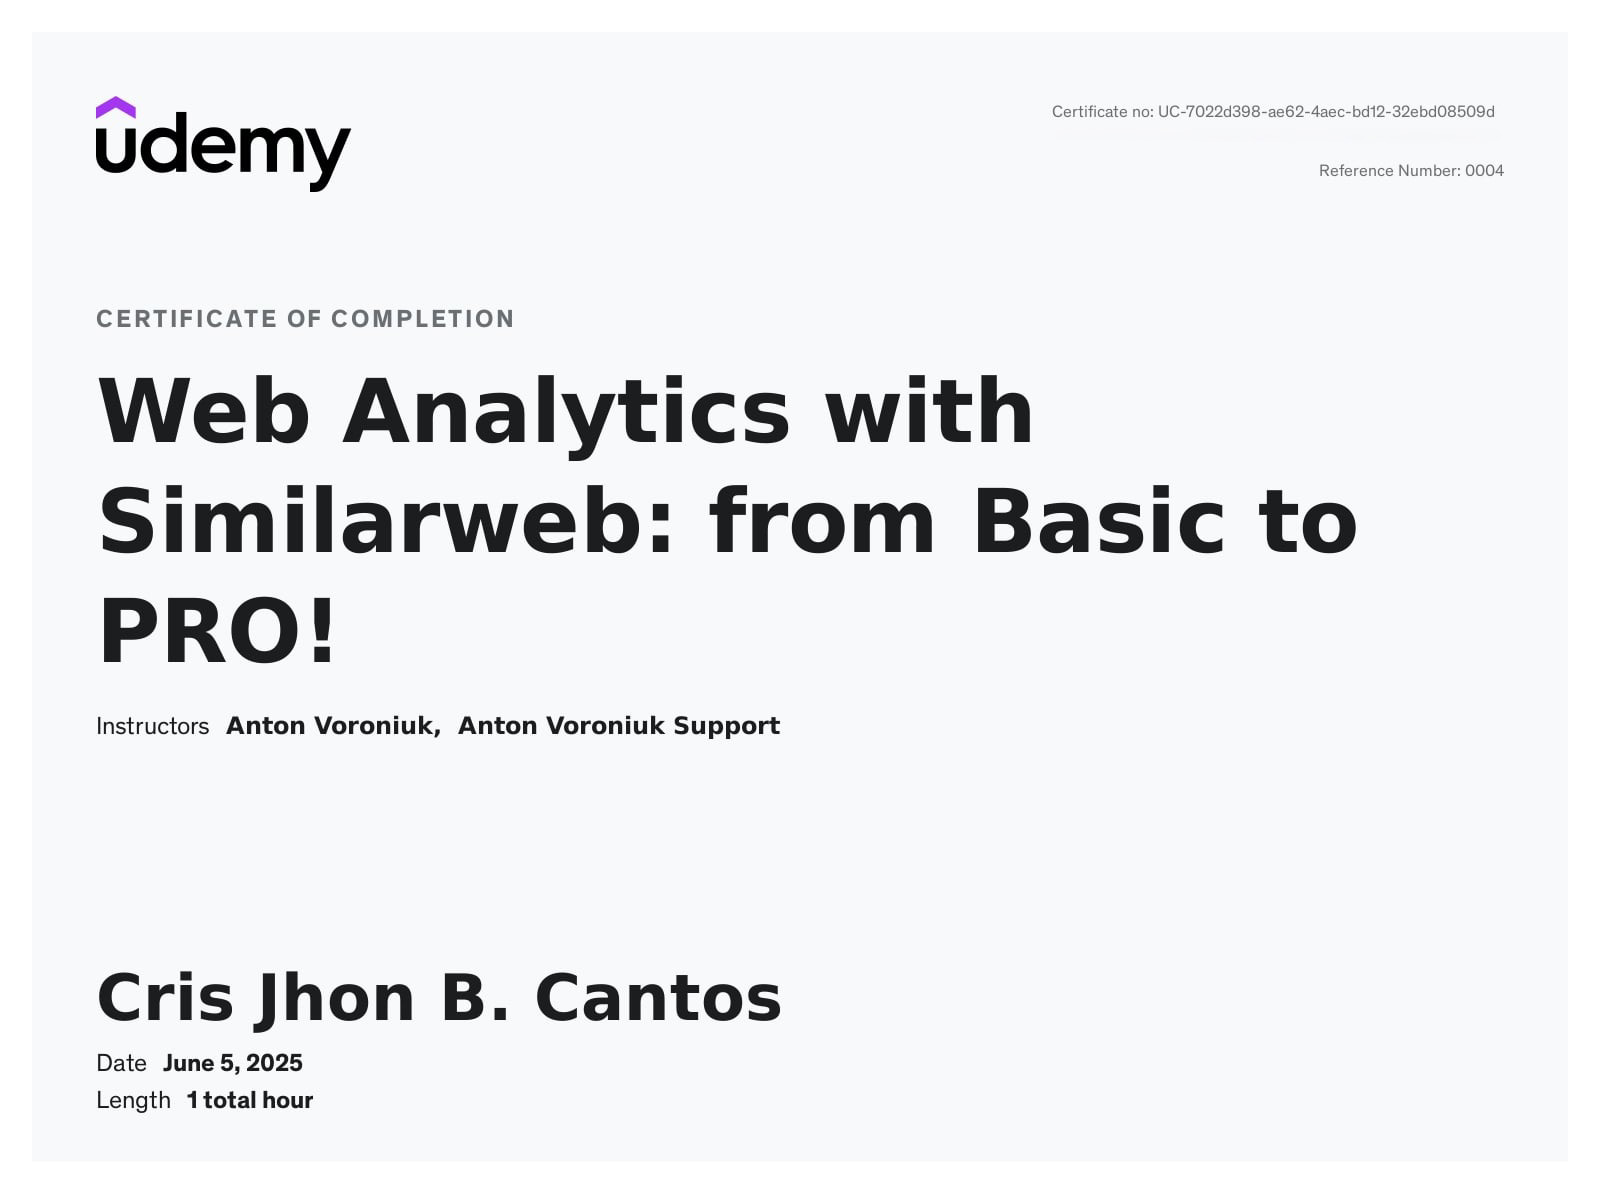 udemy
Certificate no: UC-7022d398-ae62-4aec-bd12-32ebd08509d
Reference Number: 0004
CERTIFICATE OF COMPLETION
Web Analytics with
Similarweb: from Basic to
PRO!
Instructors Anton Voroniuk, Anton Voroniuk Support
Cris Jhon B. Cantos
Date June 5, 2025
Length 1 total hour